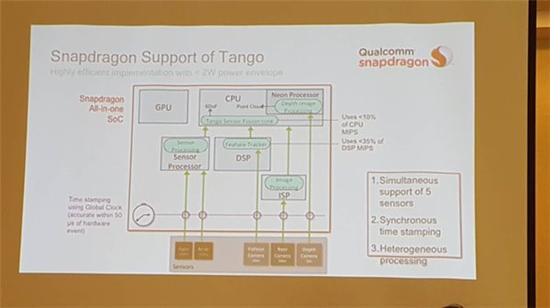 Snapdragon Support of Tango
Highly efficient implementation with < 2W power envelope
Qualcomm
snapdragon
Snapdragon
All-in-one
SoC
GPU
CPU
Neon Processor
6DoF
Point Cloud
Depth Image
Processing
Tango Sensor Fusion core
Uses <10%
of CPU
MIPS
Sensor
Processing
Sensor
Processor
Feature Tracker
DSP
Uses <35%
of DSP MIPS
Image
Processing
ISP
Time stamping
using Global Clock
(accurate within 50
µs of hardware
event)
1. Simultaneous
support of 5
sensors
2. Synchronous
time stamping
3. Heterogeneous
processing
Gyro
Accel
Fisheye
Camera
Rear
Camera
Depth
Camera
Sensors